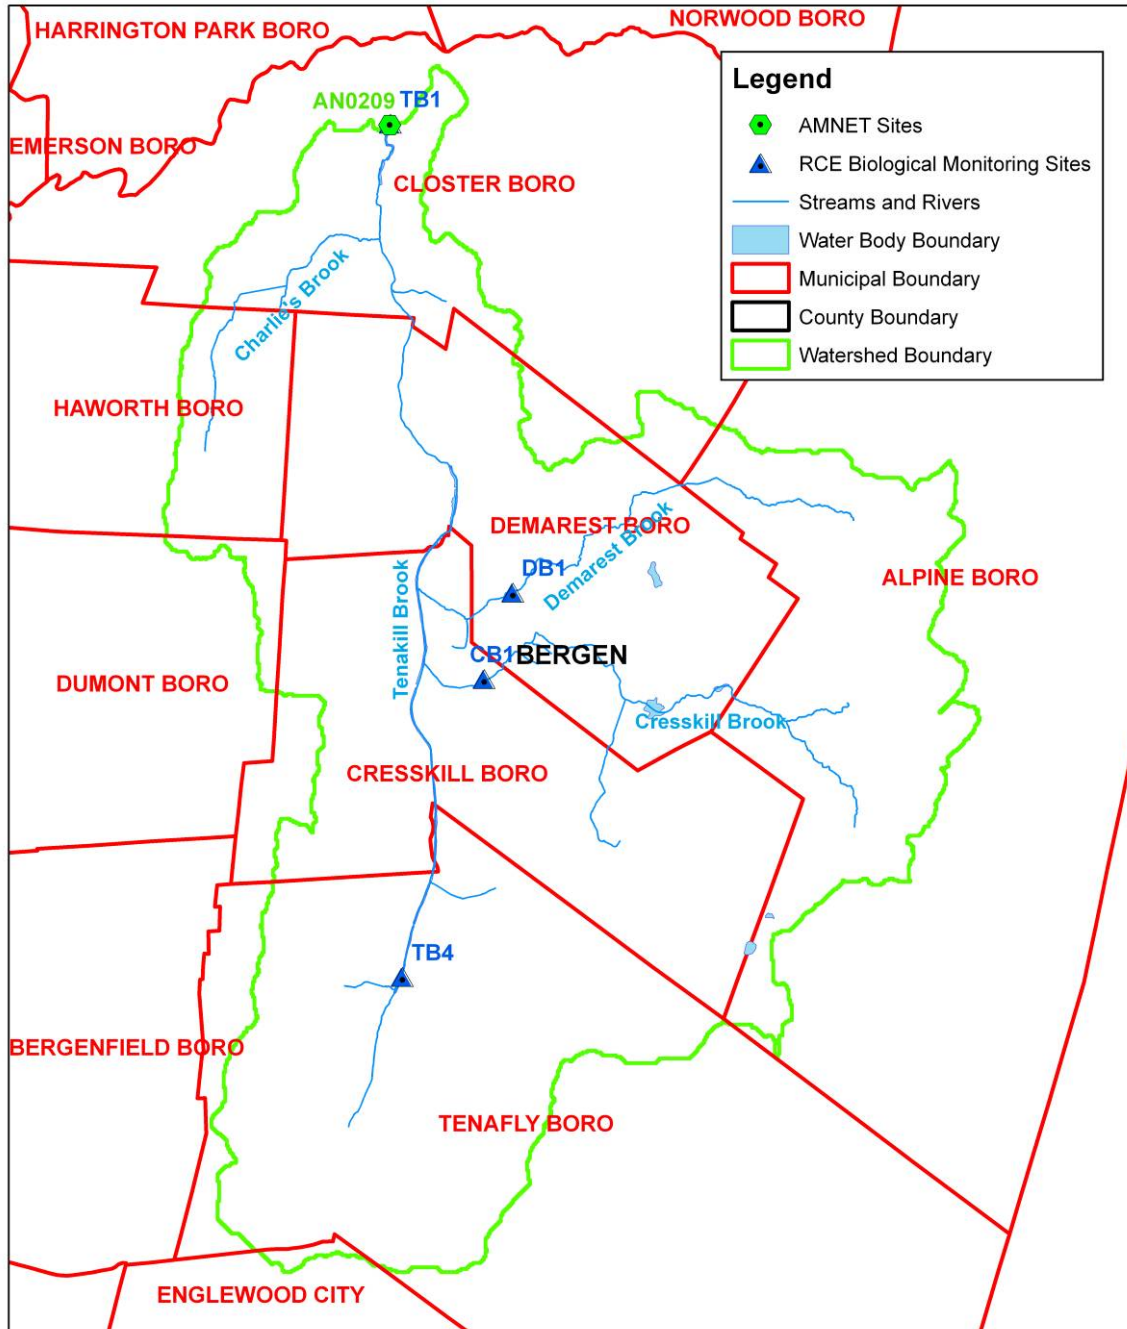 HARRINGTON PARK BORO
NORWOOD BORO
Legend
AMNET Sites
RCE Biological Monitoring Sites
Streams and Rivers
Water Body Boundary
Municipal Boundary
County Boundary
Watershed Boundary
AN0209
TB1
EMERSON BORO
CLOSTER BORO
Charlie's Brook
HAWORTH BORO
DEMAREST BORO
Demarest Brook
DB1
ALPINE BORO
Tenakill Brook
CB1
BERGEN
DUMONT BORO
Cresskill Brook
CRESSKILL BORO
TB4
BERGENFIELD BORO
TENAFLY BORO
ENGLEWOOD CITY